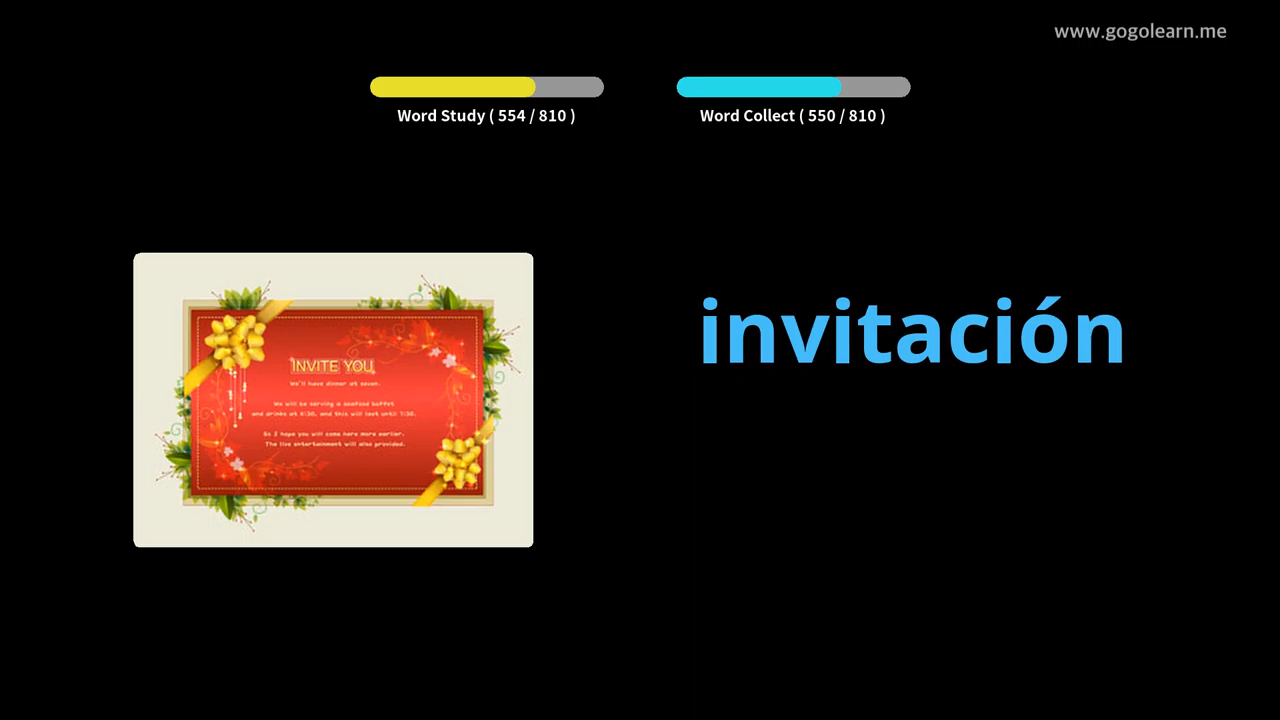 www.gogolearn.me
Word Study ( 554 / 810 )
Word Collect ( 550 / 810 )
invitación
INVITE YOU
We'll have dinner at seven.
We will be serving a seafood buffet
and drinks at 6:30, and this will last until 7:30.
So I hope you will come here more earlier.
The live entertainment will also provided.